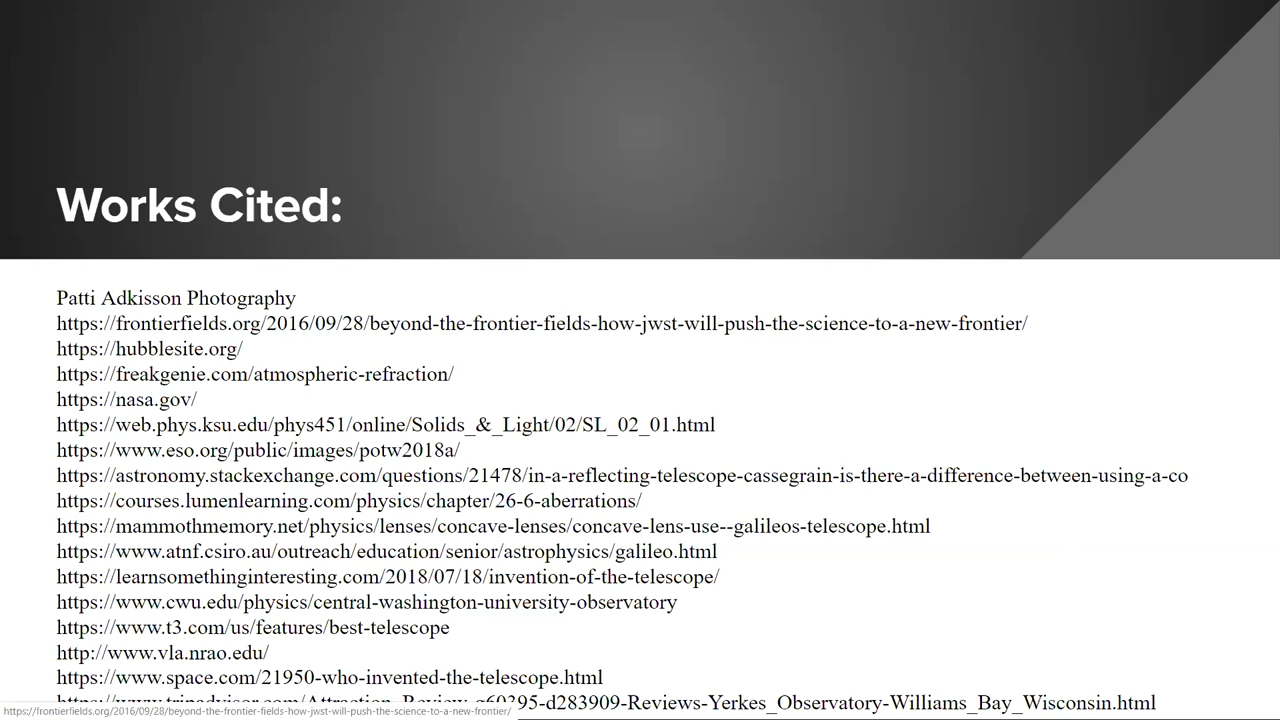 Works Cited:
Patti Adkisson Photography
https://frontierfields.org/2016/09/28/beyond-the-frontier-fields-how-jwst-will-push-the-science-to-a-new-frontier/
https://hubblesite.org/
https://freakgenie.com/atmospheric-refraction/
https://nasa.gov/
https://web.phys.ksu.edu/phys451/online/Solids_&_Light/02/SL_02_01.html
https://www.eso.org/public/images/potw2018a/
https://astronomy.stackexchange.com/questions/21478/in-a-reflecting-telescope-cassegrain-is-there-a-difference-between-using-a-co
https://courses.lumenlearning.com/physics/chapter/26-6-aberrations/
https://mammothmemory.net/physics/lenses/concave-lenses/concave-lens-use--galileos-telescope.html
https://www.atnf.csiro.au/outreach/education/senior/astrophysics/galileo.html
https://learnsomethinginteresting.com/2018/07/18/invention-of-the-telescope/
https://www.cwu.edu/physics/central-washington-university-observatory
https://www.t3.com/us/features/best-telescope
http://www.vla.nrao.edu/
https://www.space.com/21950-who-invented-the-telescope.html
https://www.tripadvisor.com/Attraction_Review-g60395-d283909-Reviews-Yerkes_Observatory-Williams_Bay_Wisconsin.html
https://frontierfields.org/2016/09/28/beyond-the-frontier-fields-how-jwst-will-push-the-science-to-a-new-frontier/